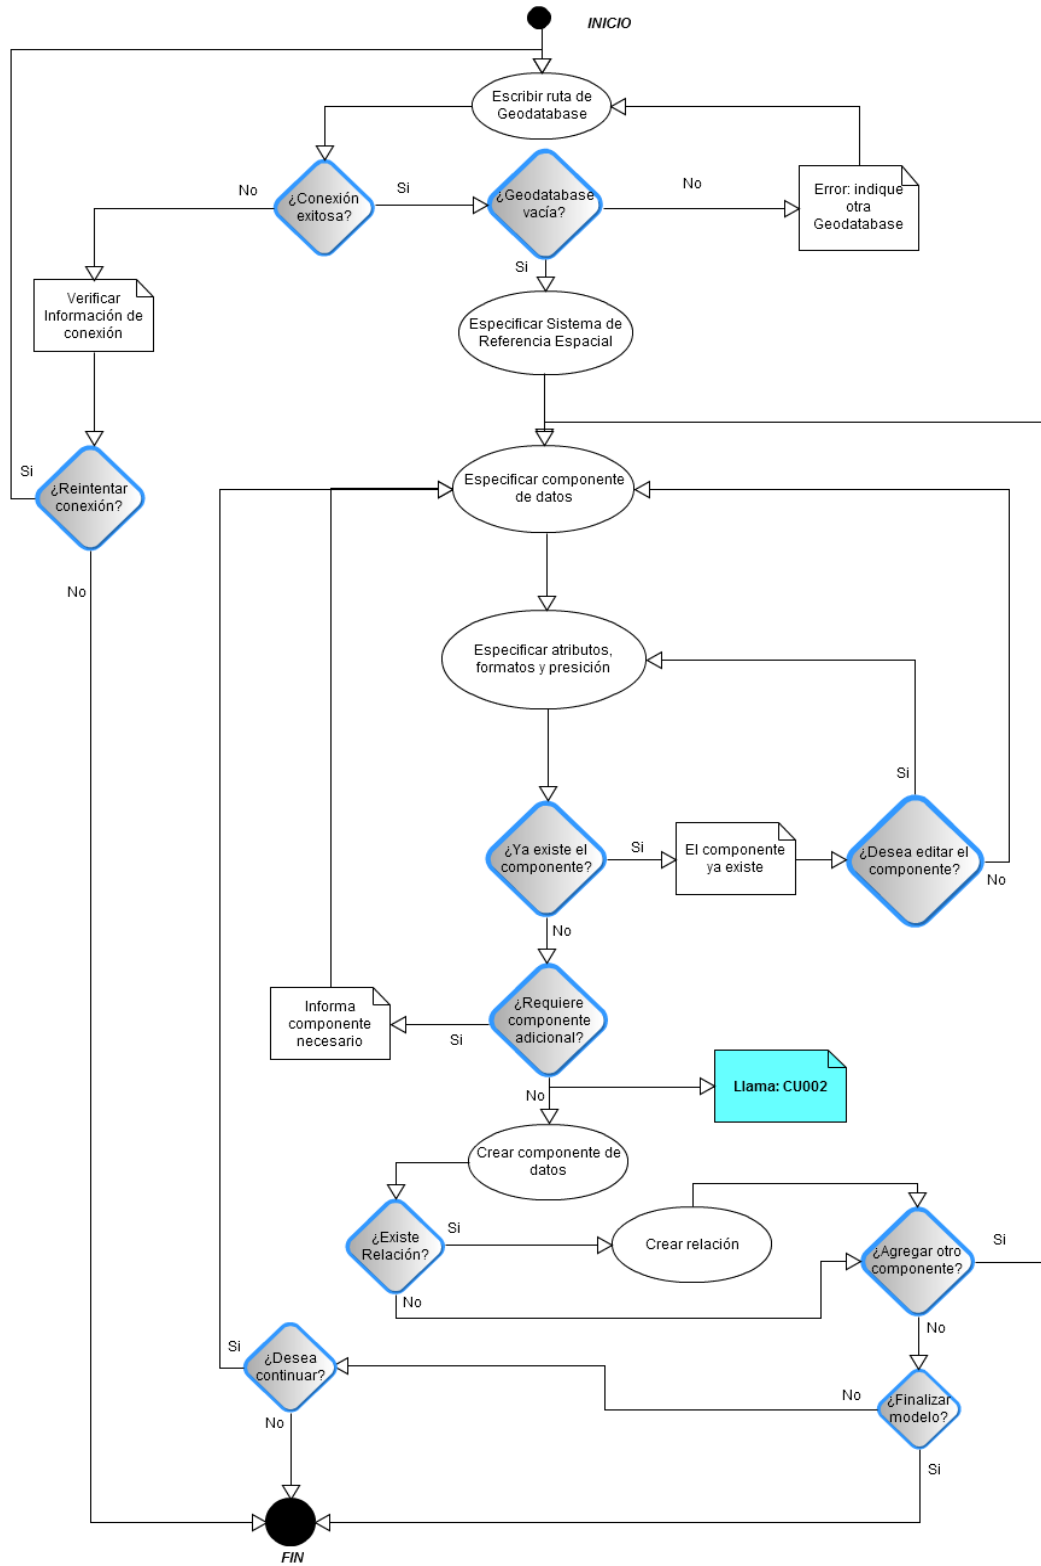 INICIO
Escribir ruta de
Geodatabase
No
¿Conexión
exitosa?
Si
¿Geodatabase
vacía?
No
Error: indique
otra
Geodatabase
Si
Verificar
Información de
conexión
Especificar Sistema de
Referencia Espacial
Si
¿Reintentar
conexión?
No
Especificar componente
de datos
Especificar atributos,
formatos y presición
Si
¿Ya existe el
componente?
Si
El componente
ya existe
¿Desea editar el
componente?
No
No
¿Requiere
componente
adicional?
Si
Informa
componente
necesario
No
Llama: CU002
Crear componente de
datos
¿Existe
Relación?
Si
Crear relación
¿Agregar otro
componente?
Si
No
No
Si
¿Desea
continuar?
No
No
¿Finalizar
modelo?
Si
FIN